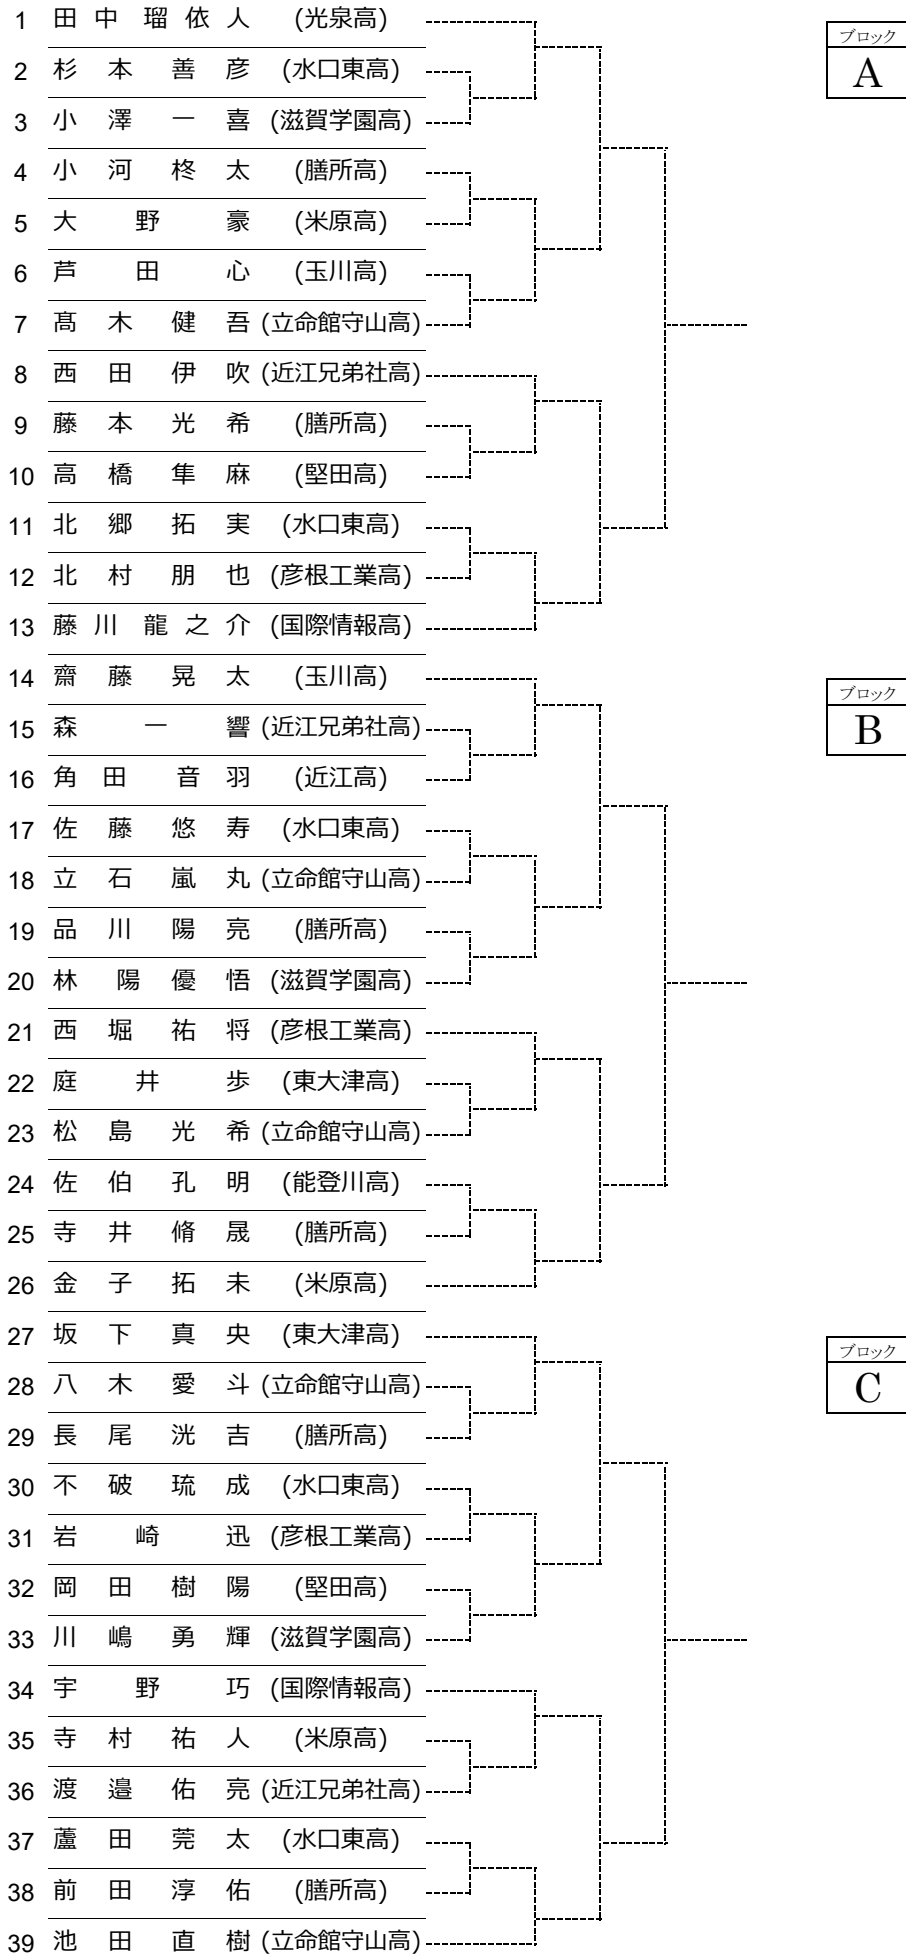 1 田中瑠依人 (光泉高)
ブロック
A
2 杉本善彦 (水口東高)
3 小澤一喜 (滋賀学園高)
4 小河柊太 (膳所高)
5 大野豪 (米原高)
6 芦田心 (玉川高)
7 髙木健吾 (立命館守山高)
8 西田伊吹 (近江兄弟社高)
9 藤本光希 (膳所高)
10 高橋隼麻 (堅田高)
11 北郷拓実 (水口東高)
12 北村朋也 (彦根工業高)
13 藤川龍之介 (国際情報高)
14 齋藤晃太 (玉川高)
ブロック
B
15 森一響 (近江兄弟社高)
16 角田音羽 (近江高)
17 佐藤悠寿 (水口東高)
18 立石嵐丸 (立命館守山高)
19 品川陽亮 (膳所高)
20 林陽優悟 (滋賀学園高)
21 西堀祐将 (彦根工業高)
22 庭井歩 (東大津高)
23 松島光希 (立命館守山高)
24 佐伯孔明 (能登川高)
25 寺井脩晟 (膳所高)
26 金子拓未 (米原高)
27 坂下真央 (東大津高)
ブロック
C
28 八木愛斗 (立命館守山高)
29 長尾洸吉 (膳所高)
30 不破琉成 (水口東高)
31 岩崎迅 (彦根工業高)
32 岡田樹陽 (堅田高)
33 川嶋勇輝 (滋賀学園高)
34 宇野巧 (国際情報高)
35 寺村祐人 (米原高)
36 渡邉佑亮 (近江兄弟社高)
37 蘆田莞太 (水口東高)
38 前田淳佑 (膳所高)
39 池田直樹 (立命館守山高)